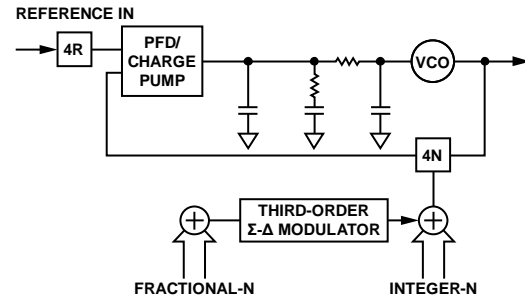 REFERENCE IN
4R
PFD/
CHARGE
PUMP
VCO
4N
THIRD-ORDER
Σ-Δ MODULATOR
FRACTIONAL-N
INTEGER-N